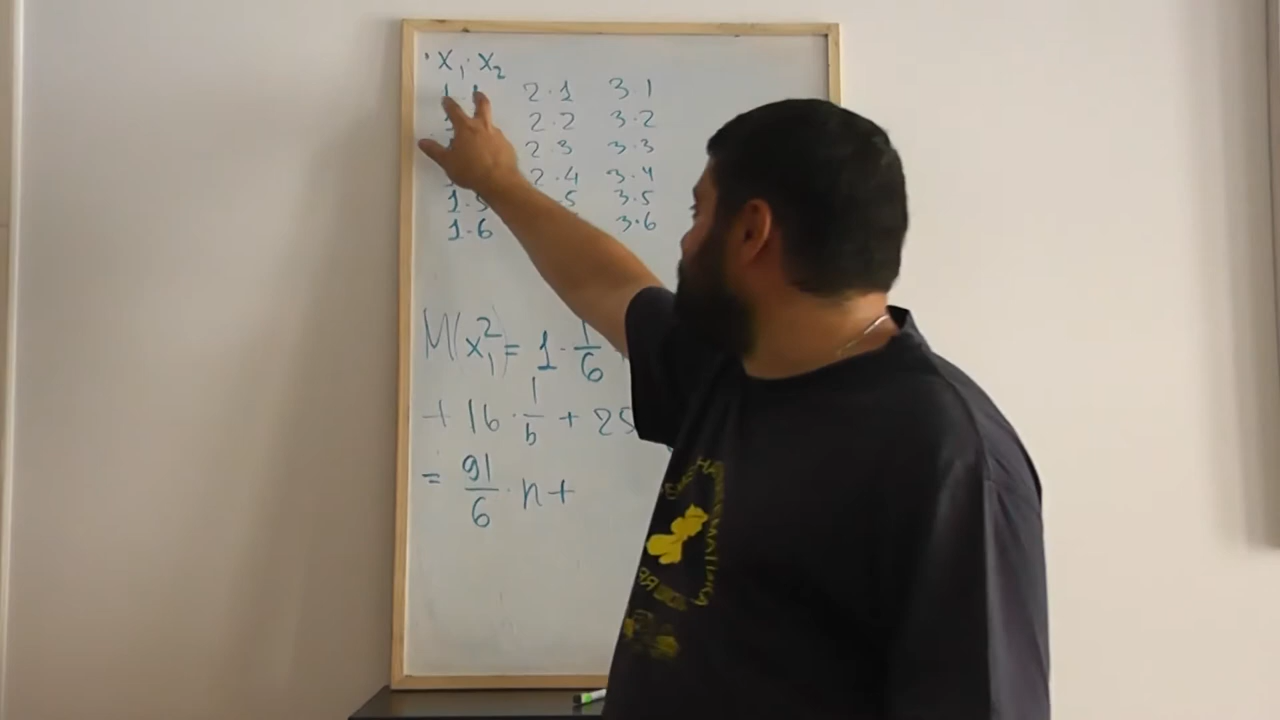 · X₁ · X₂
2·1 3·1
2·2 3·2
2·3 3·3
2·4 3·4
1·5 ·5 3·5
1·6 3·6
M(x₁²) = 1 · 1/6
+ 16 · 1/6 + 25
= 91/6 · n +